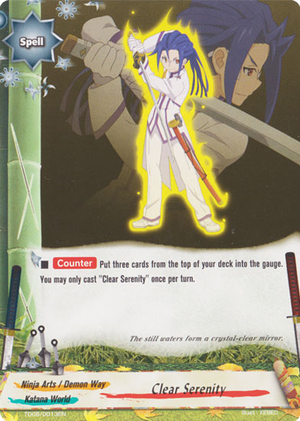 Spell
■ Counter Put three cards from the top of your deck into the gauge.
You may only cast "Clear Serenity" once per turn.
The still waters form a crystal-clear mirror.
Ninja Arts / Demon Way
Clear Serenity
Katana World